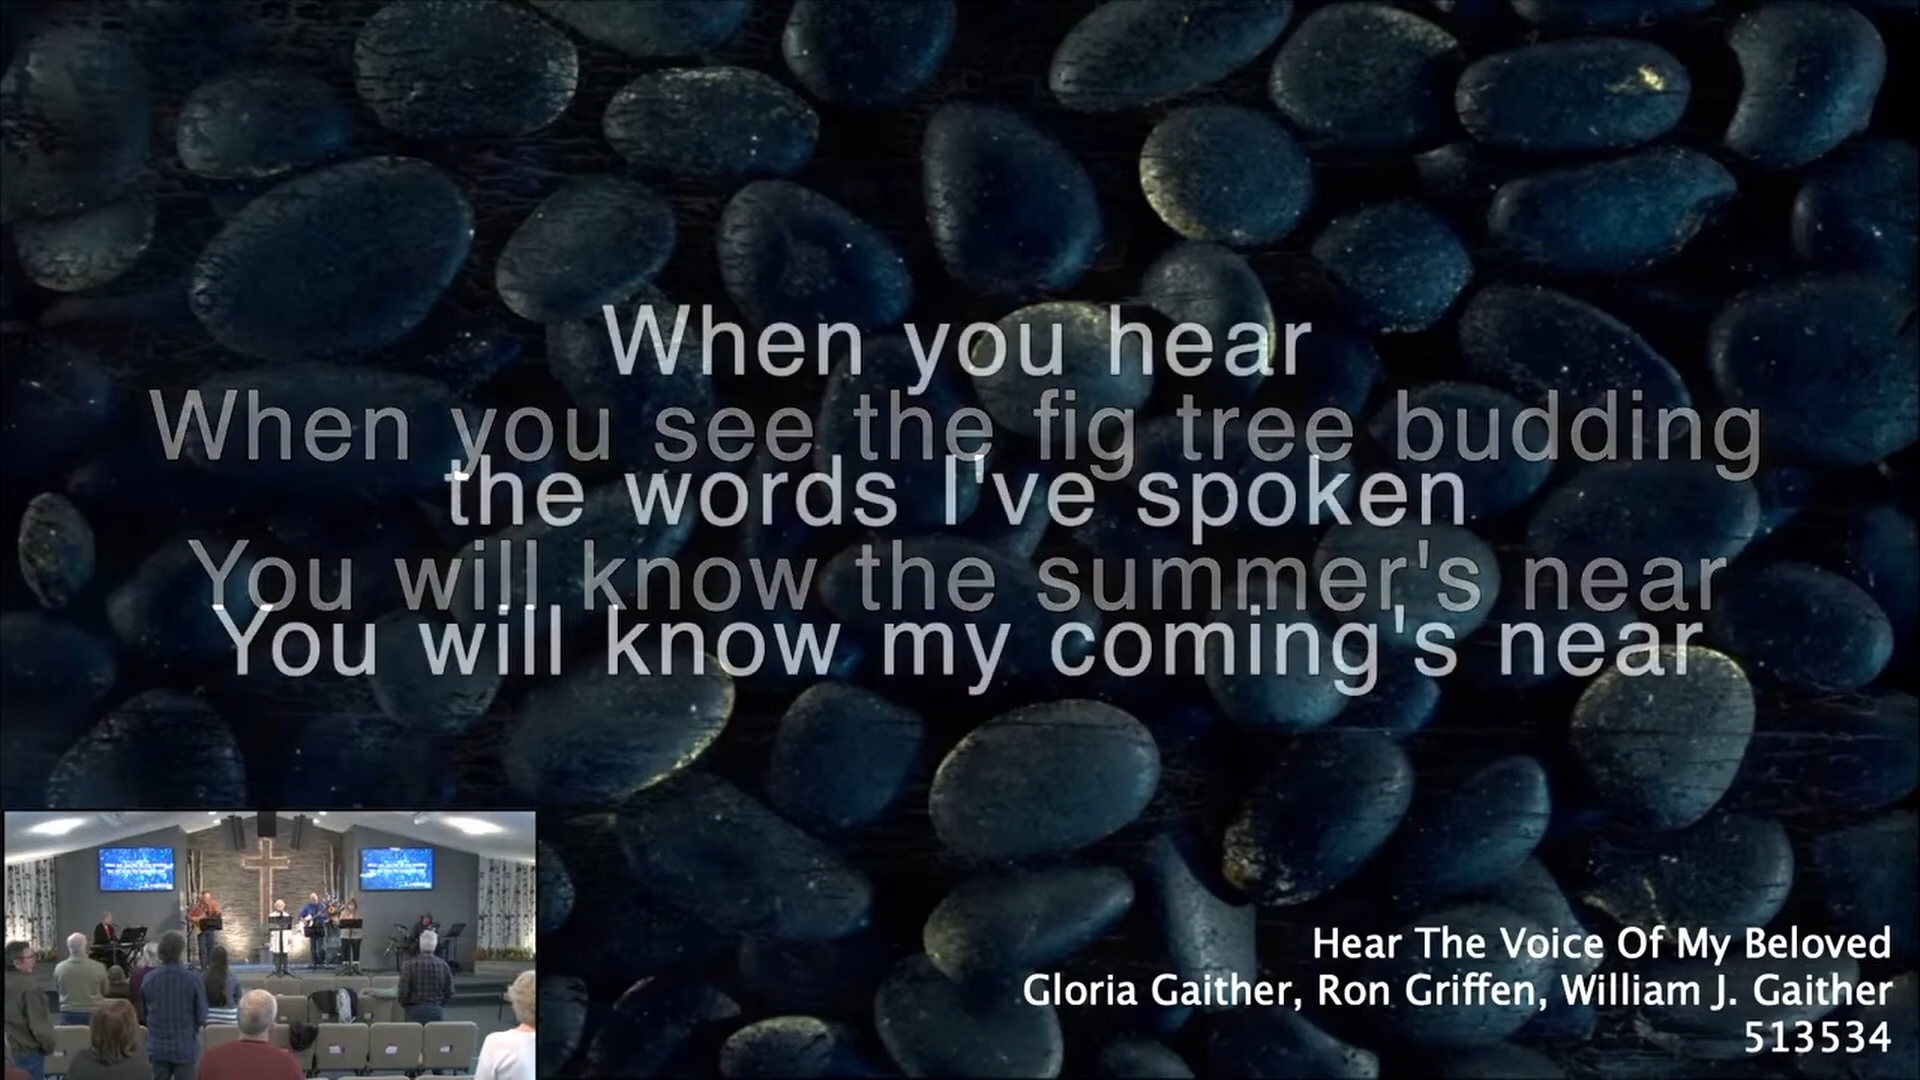 When you hear
When you see the fig tree budding
the words I've spoken
You will know the summer's near
You will know my coming's near
Hear The Voice Of My Beloved
Gloria Gaither, Ron Griffen, William J. Gaither
513534